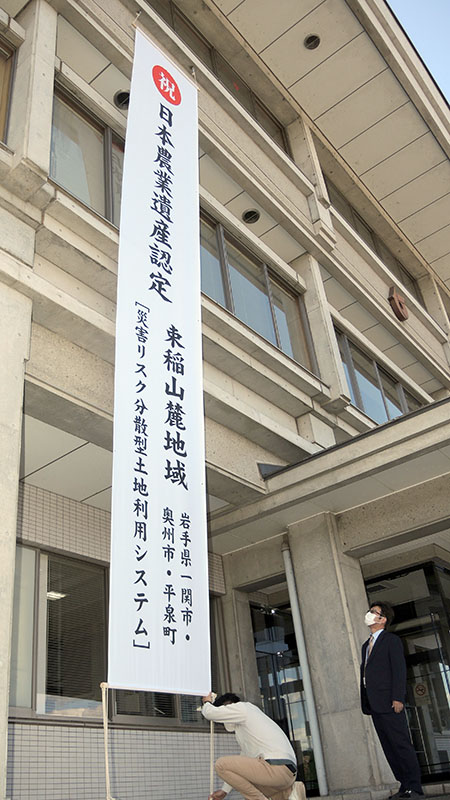 祝
日本農業遺産認定
束稲山麓地域
岩手県一関市・
奥州市・平泉町
[災害リスク分散型土地利用システム]